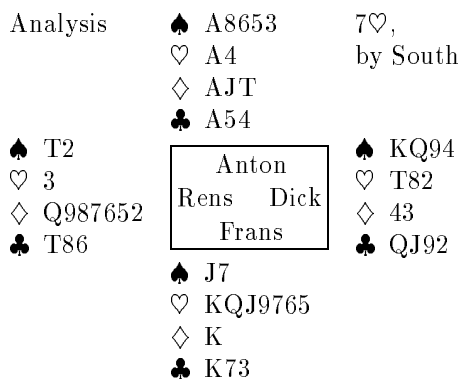 Analysis ♠ A8653 7♡,
♡ A4 by South
♢ AJT
♣ A54
♠ T2 Anton ♠ KQ94
♡ 3 Rens Dick ♡ T82
♢ Q987652 Frans ♢ 43
♣ T86 ♣ QJ92
♠ J7
♡ KQJ9765
♢ K
♣ K73